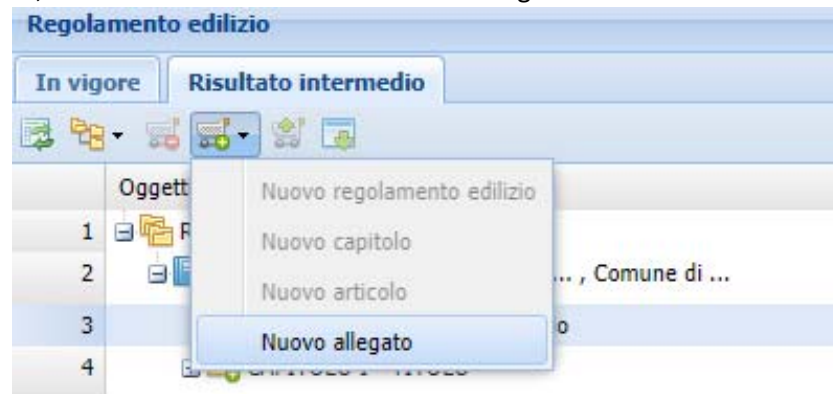 Regolamento edilizio
In vigore Risultato intermedio
Oggett
Nuovo regolamento edilizio
1 R
Nuovo capitolo
2 ... , Comune di ...
Nuovo articolo
3 o
Nuovo allegato
4